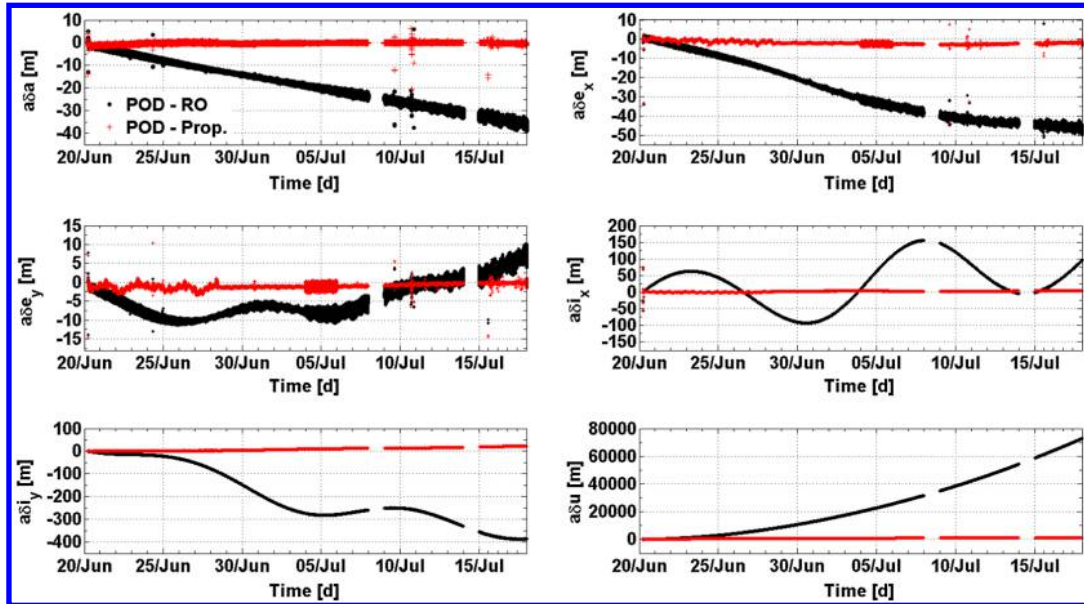 aδa [m]
10
0
-10
-20
-30
-40
POD - RO
POD - Prop.
20/Jun 25/Jun 30/Jun 05/Jul 10/Jul 15/Jul
Time [d]
aδe_x [m]
10
0
-10
-20
-30
-40
-50
20/Jun 25/Jun 30/Jun 05/Jul 10/Jul 15/Jul
Time [d]
aδe_y [m]
15
10
5
0
-5
-10
-15
20/Jun 25/Jun 30/Jun 05/Jul 10/Jul 15/Jul
Time [d]
aδi_x [m]
200
150
100
50
0
-50
-100
-150
20/Jun 25/Jun 30/Jun 05/Jul 10/Jul 15/Jul
Time [d]
aδi_y [m]
100
0
-100
-200
-300
-400
20/Jun 25/Jun 30/Jun 05/Jul 10/Jul 15/Jul
Time [d]
aδu [m]
80000
60000
40000
20000
0
20/Jun 25/Jun 30/Jun 05/Jul 10/Jul 15/Jul
Time [d]